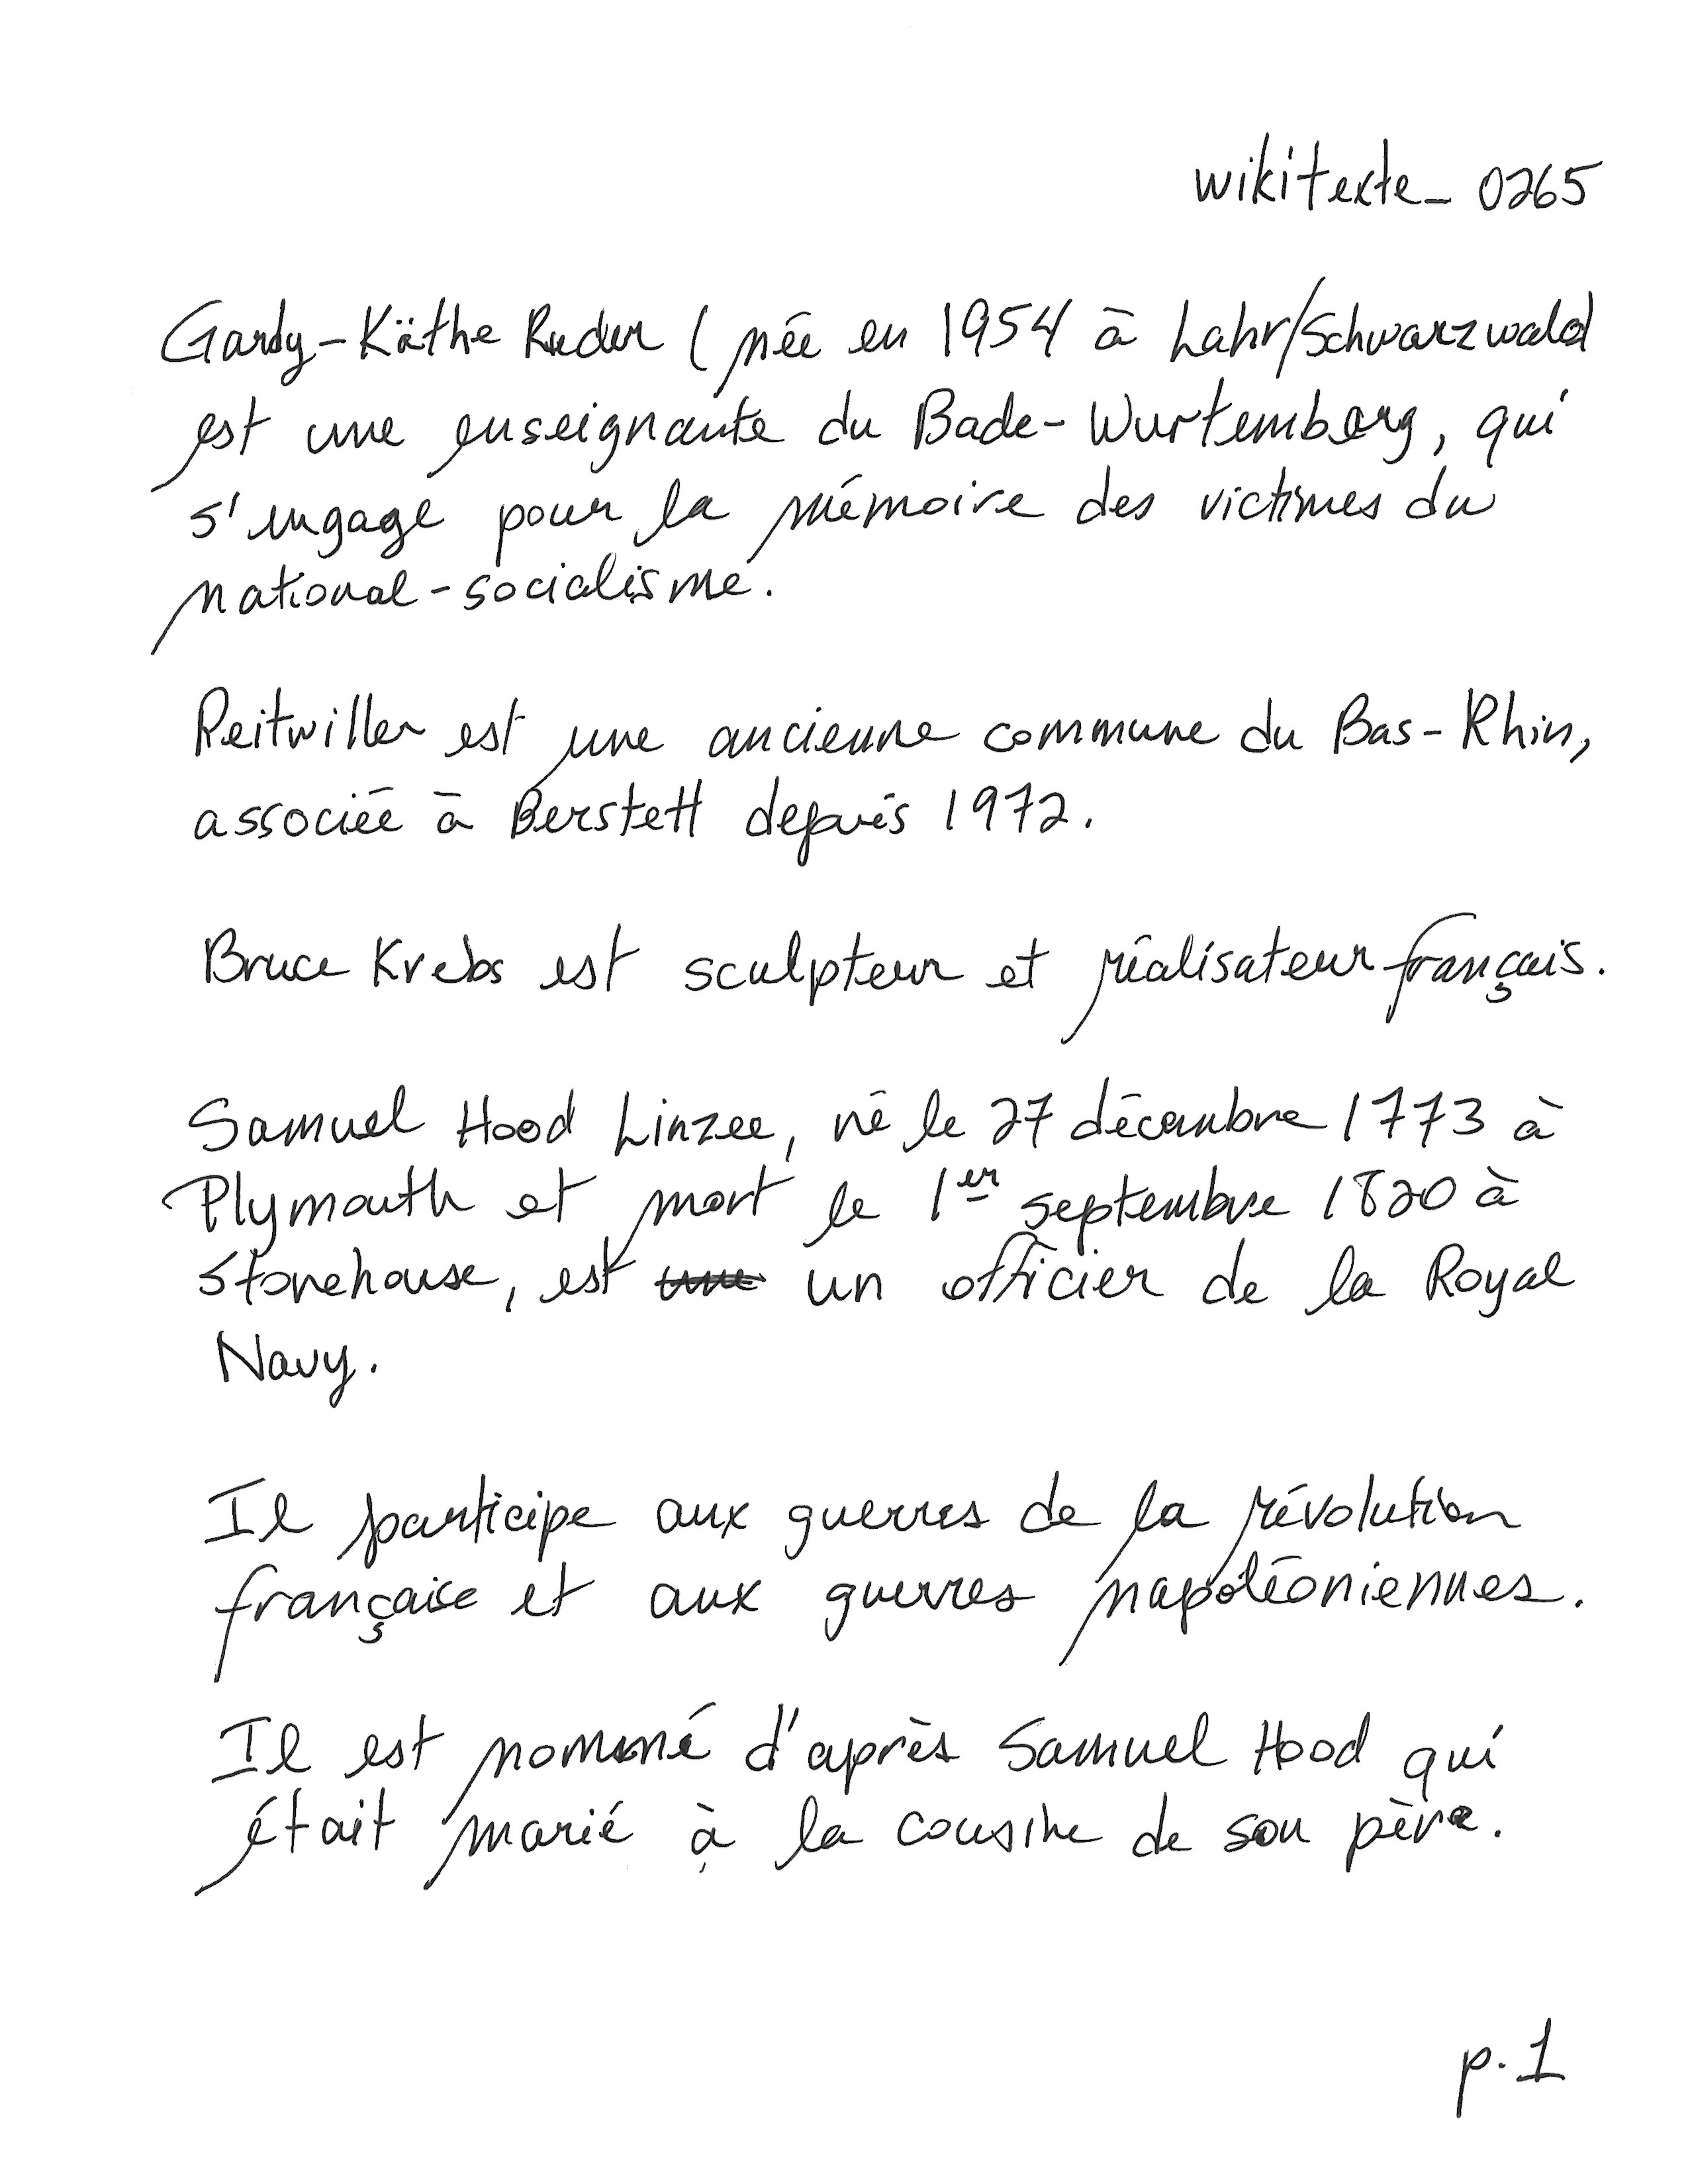 wikitexte_0265
Gardy-Käthe Ruder (née en 1954 à Lahr/Schwarzwald
est une enseignante du Bade-Wurtemberg, qui
s'engage pour la mémoire des victimes du
national-socialisme.
Reitwiller est une ancienne commune du Bas-Rhin,
associée à Berstett depuis 1972.
Bruce Krebs est sculpteur et réalisateur français.
Samuel Hood Linzee, né le 27 décembre 1773 à
Plymouth et mort le 1er septembre 1820 à
Stonehouse, est un officier de la Royal
Navy.
Il participe aux guerres de la révolution
française et aux guerres napoléoniennes.
Il est nommé d'après Samuel Hood qui
était marié à la cousine de son père.
p.1